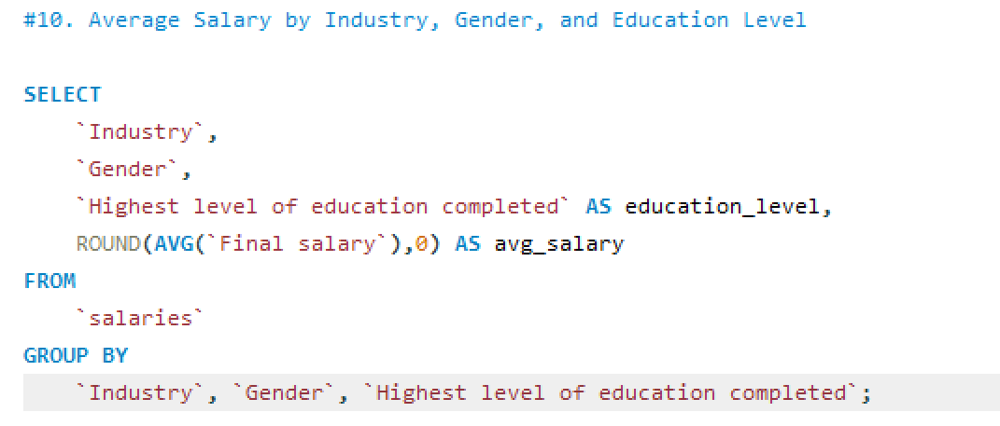 #10. Average Salary by Industry, Gender, and Education Level
SELECT
`Industry`,
`Gender`,
`Highest level of education completed` AS education_level,
ROUND(AVG(`Final salary`),0) AS avg_salary
FROM
`salaries`
GROUP BY
`Industry`, `Gender`, `Highest level of education completed`;